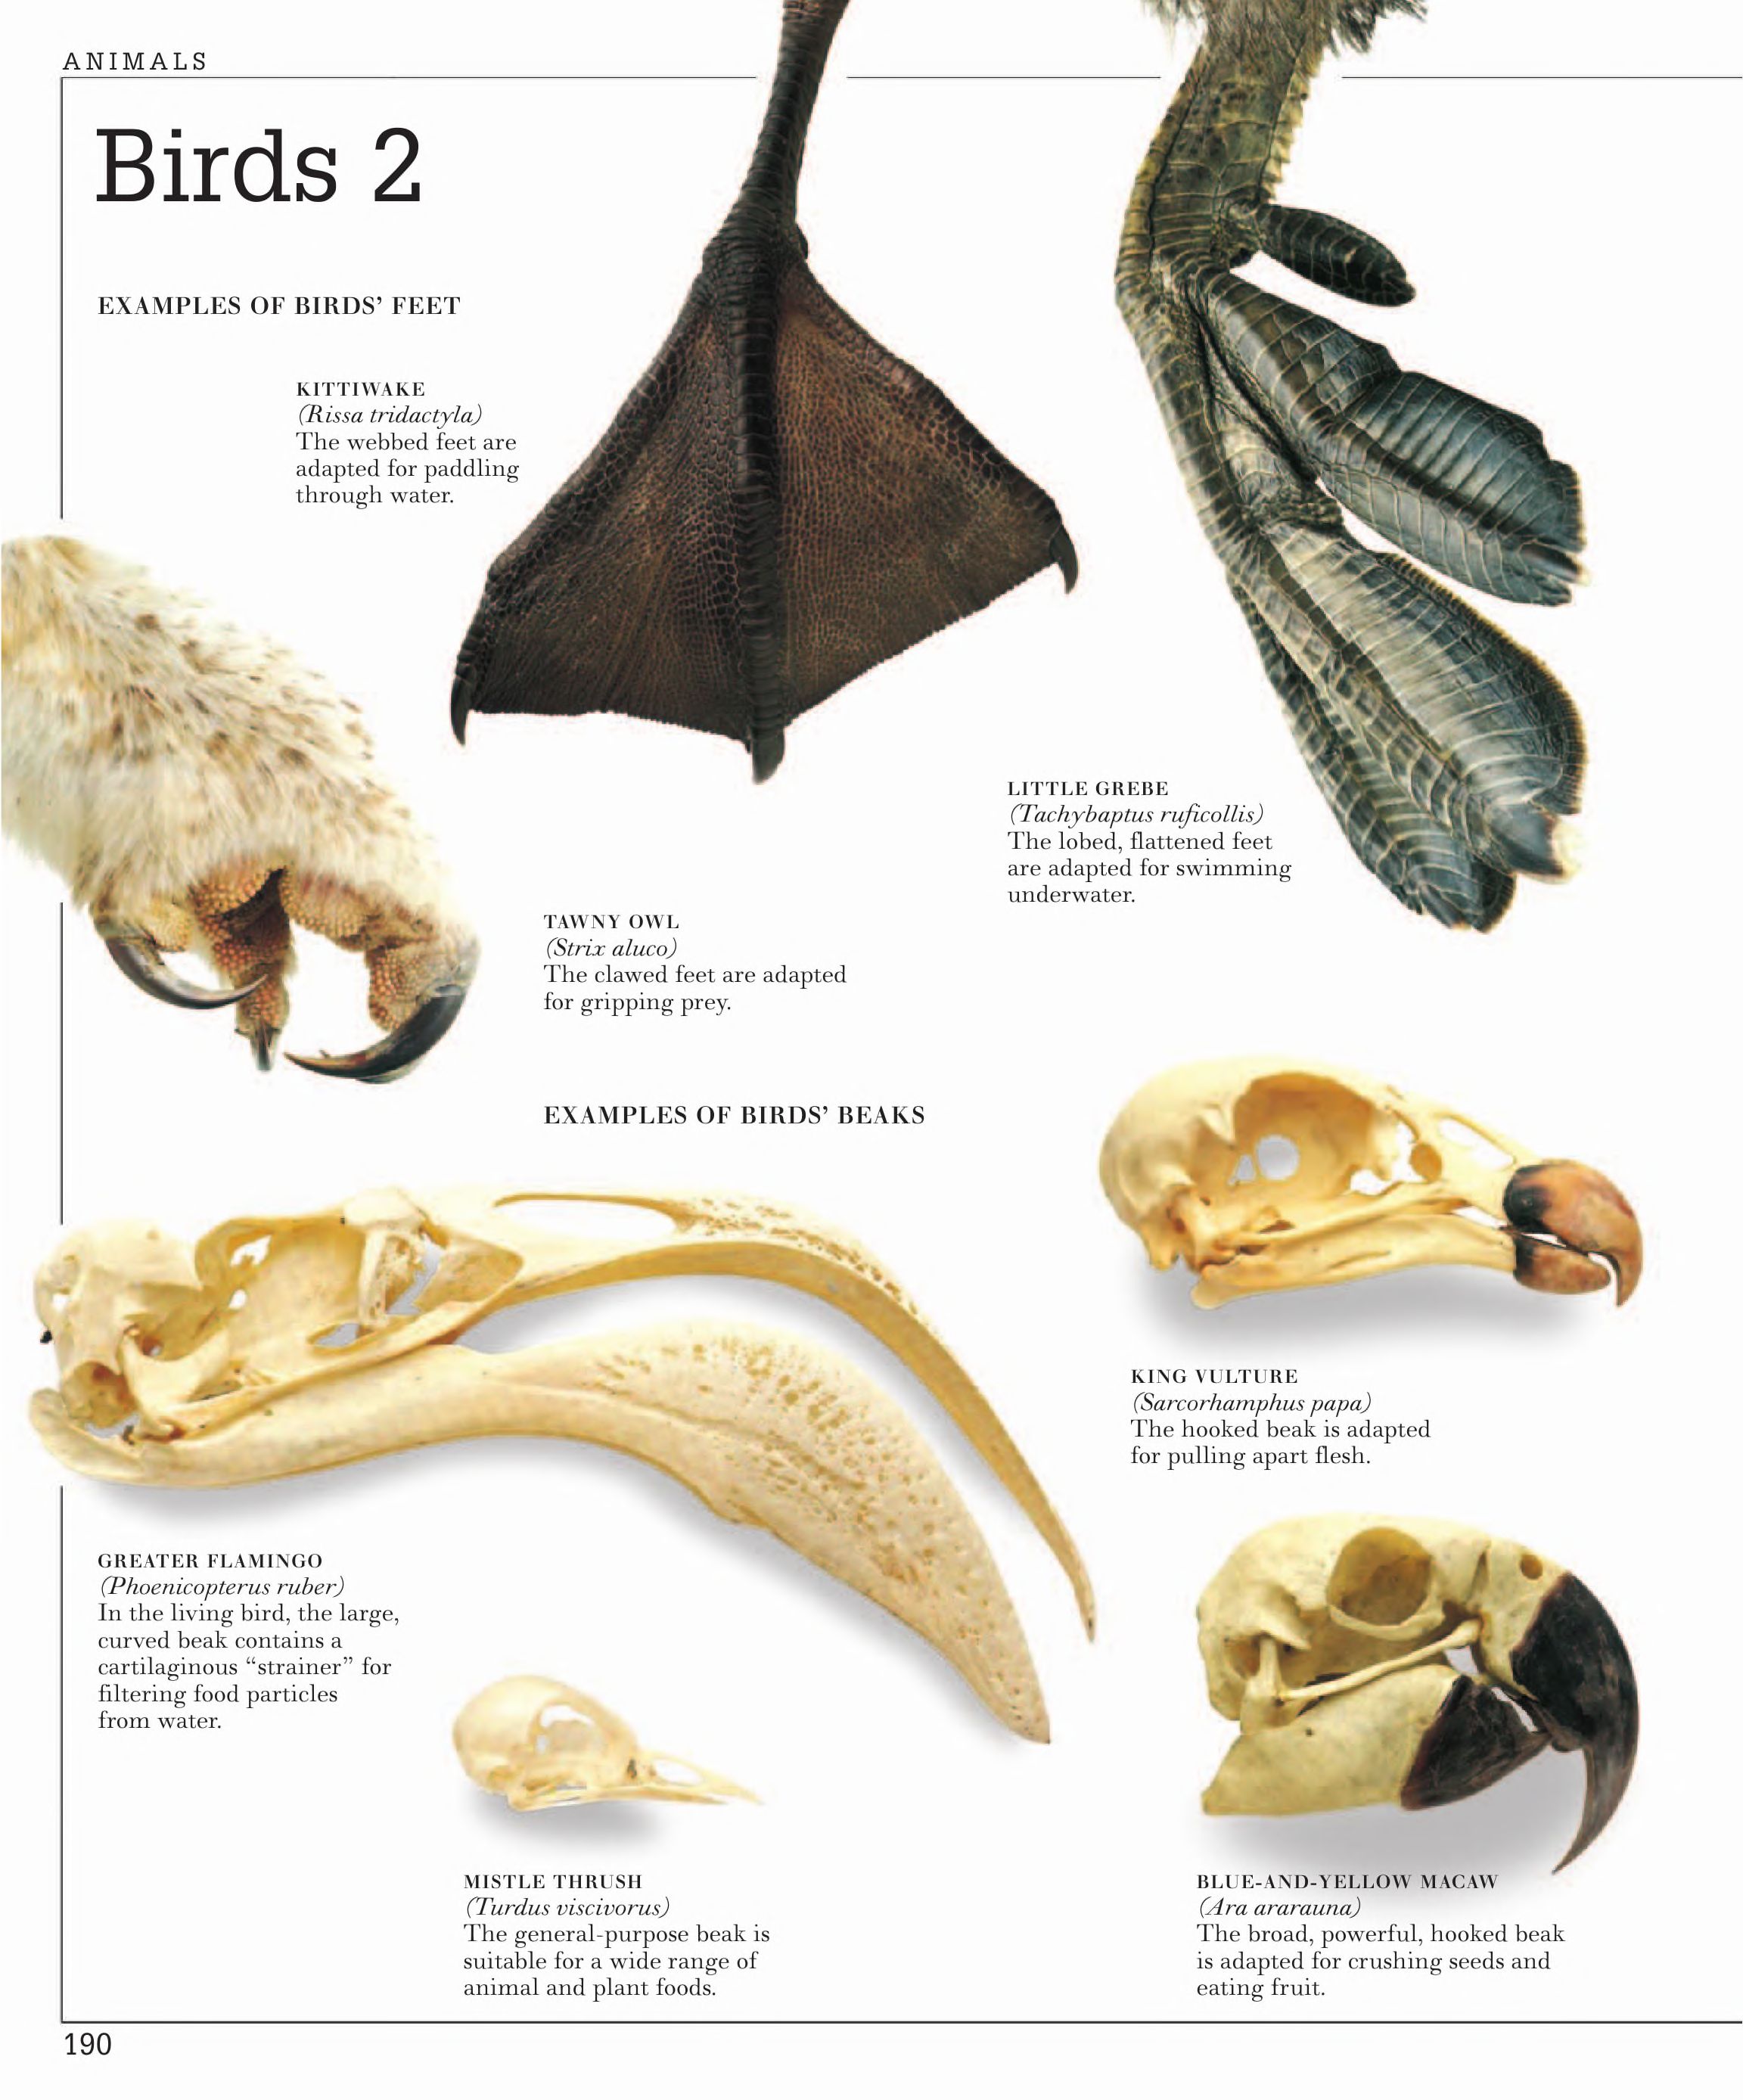 ANIMALS
Birds 2
EXAMPLES OF BIRDS’ FEET
KITTIWAKE
(Rissa tridactyla)
The webbed feet are
adapted for paddling
through water.
LITTLE GREBE
(Tachybaptus ruficollis)
The lobed, flattened feet
are adapted for swimming
underwater.
TAWNY OWL
(Strix aluco)
The clawed feet are adapted
for gripping prey.
EXAMPLES OF BIRDS’ BEAKS
KING VULTURE
(Sarcorhamphus papa)
The hooked beak is adapted
for pulling apart flesh.
GREATER FLAMINGO
(Phoenicopterus ruber)
In the living bird, the large,
curved beak contains a
cartilaginous “strainer” for
filtering food particles
from water.
MISTLE THRUSH
(Turdus viscivorus)
The general-purpose beak is
suitable for a wide range of
animal and plant foods.
BLUE-AND-YELLOW MACAW
(Ara ararauna)
The broad, powerful, hooked beak
is adapted for crushing seeds and
eating fruit.
190